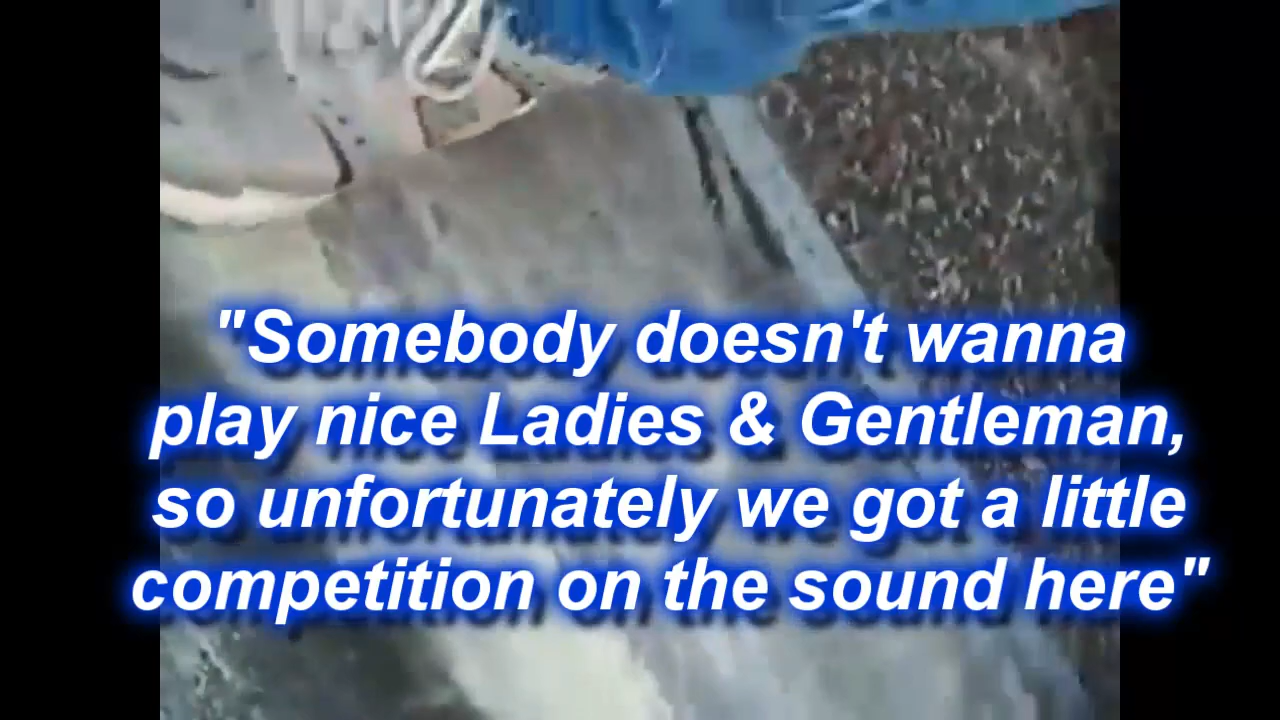 "Somebody doesn't wanna
play nice Ladies & Gentleman,
so unfortunately we got a little
competition on the sound here"